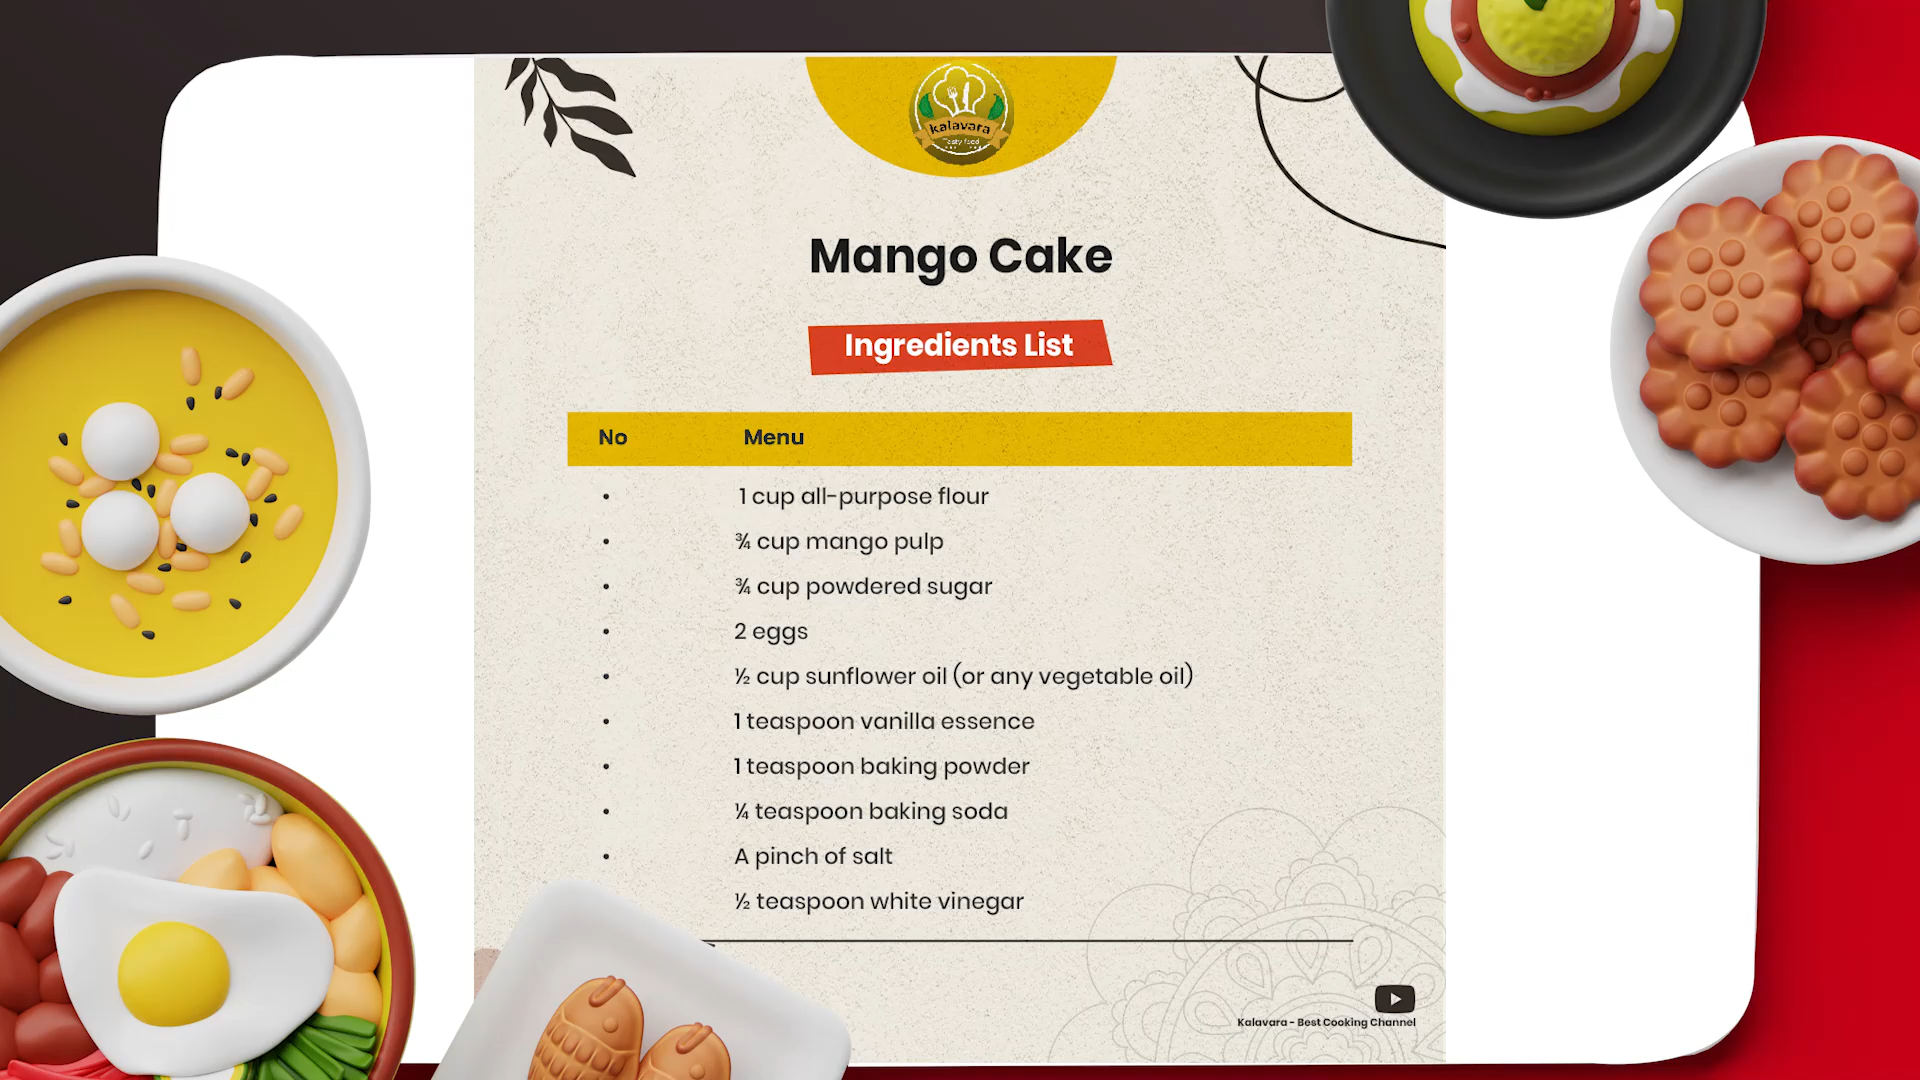 kalavara
Tasty food
Mango Cake
Ingredients List
No Menu
• 1 cup all-purpose flour
• ¾ cup mango pulp
• ¾ cup powdered sugar
• 2 eggs
• ½ cup sunflower oil (or any vegetable oil)
• 1 teaspoon vanilla essence
• 1 teaspoon baking powder
• ¼ teaspoon baking soda
• A pinch of salt
½ teaspoon white vinegar
Kalavara - Best Cooking Channel